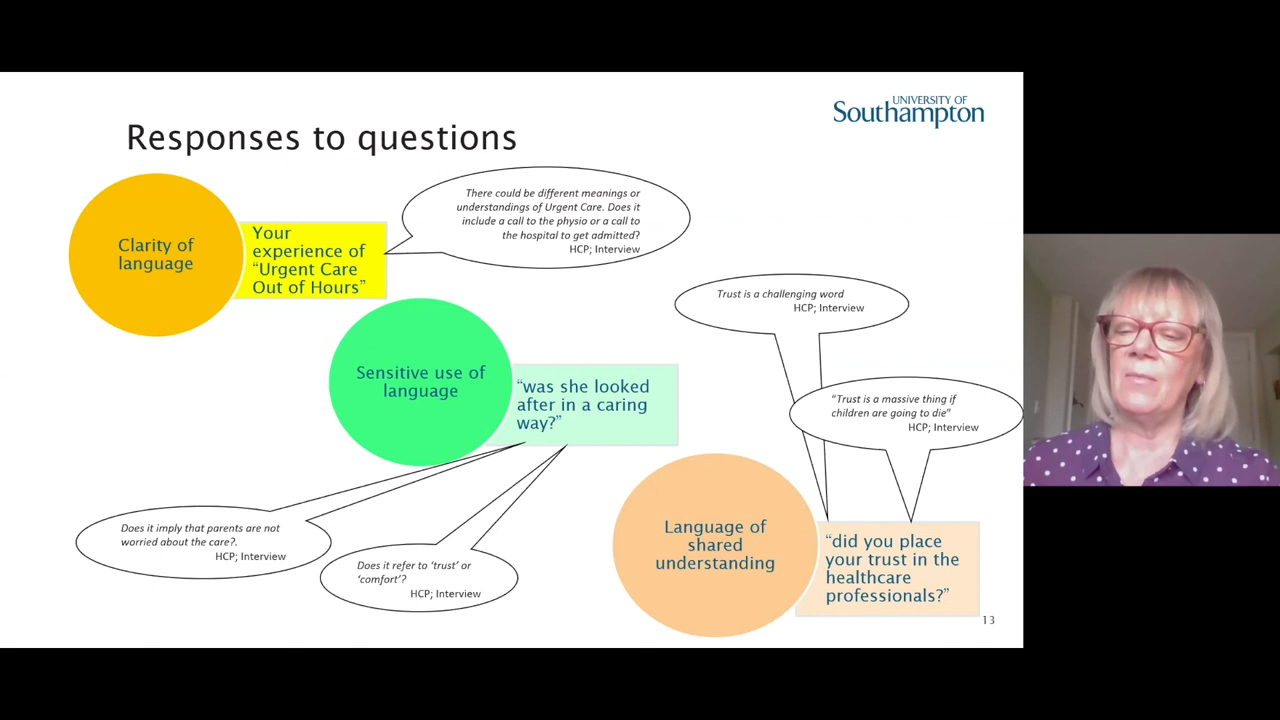 UNIVERSITY OF
Southampton
Responses to questions
Clarity of
language
Your
experience of
“Urgent Care
Out of Hours”
There could be different meanings or
understandings of Urgent Care. Does it
include a call to the physio or a call to
the hospital to get admitted?
HCP; Interview
Sensitive use of
language
“was she looked
after in a caring
way?”
Does it imply that parents are not
worried about the care?.
HCP; Interview
Does it refer to ‘trust’ or
‘comfort’?
HCP; Interview
Trust is a challenging word
HCP; Interview
“Trust is a massive thing if
children are going to die”
HCP; Interview
Language of
shared
understanding
“did you place
your trust in the
healthcare
professionals?”
13